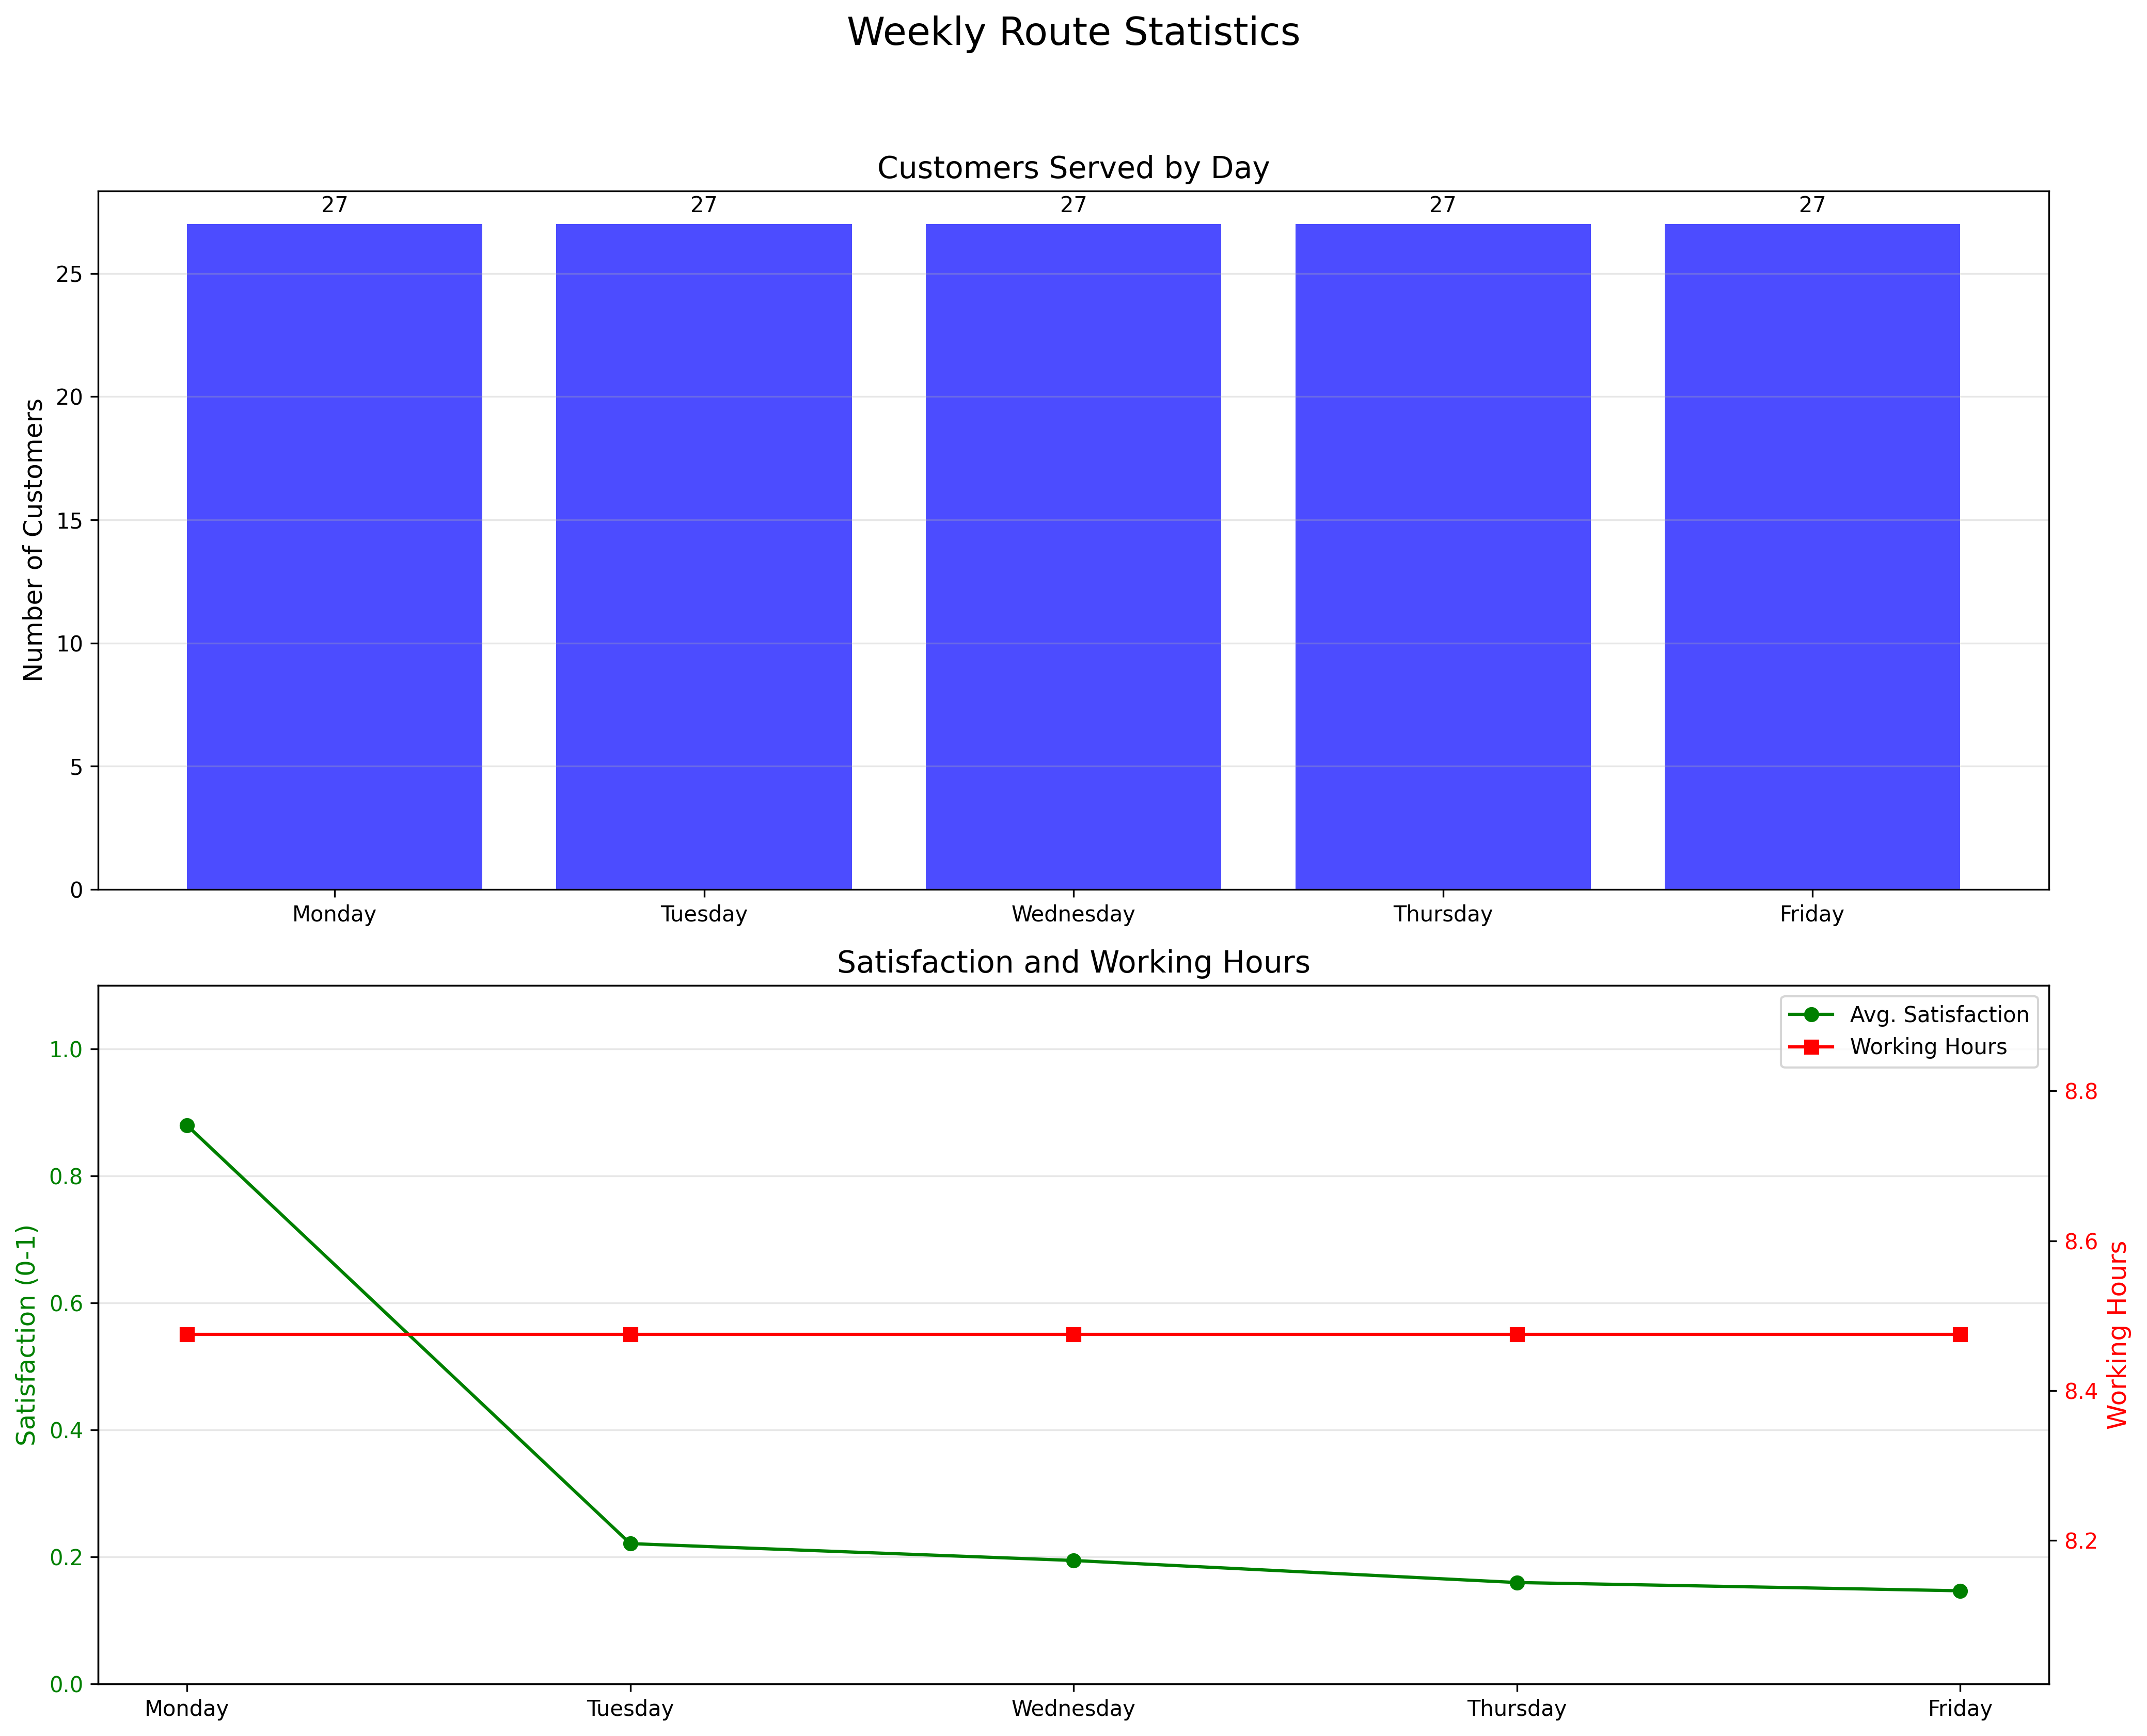 Weekly Route Statistics
Customers Served by Day
27 27 27 27 27
Number of Customers
25
20
15
10
5
0
Monday Tuesday Wednesday Thursday Friday
Satisfaction and Working Hours
Avg. Satisfaction
Working Hours
Satisfaction (0-1)
1.0
0.8
0.6
0.4
0.2
0.0
8.8
8.6
8.4
8.2
Working Hours
Monday Tuesday Wednesday Thursday Friday